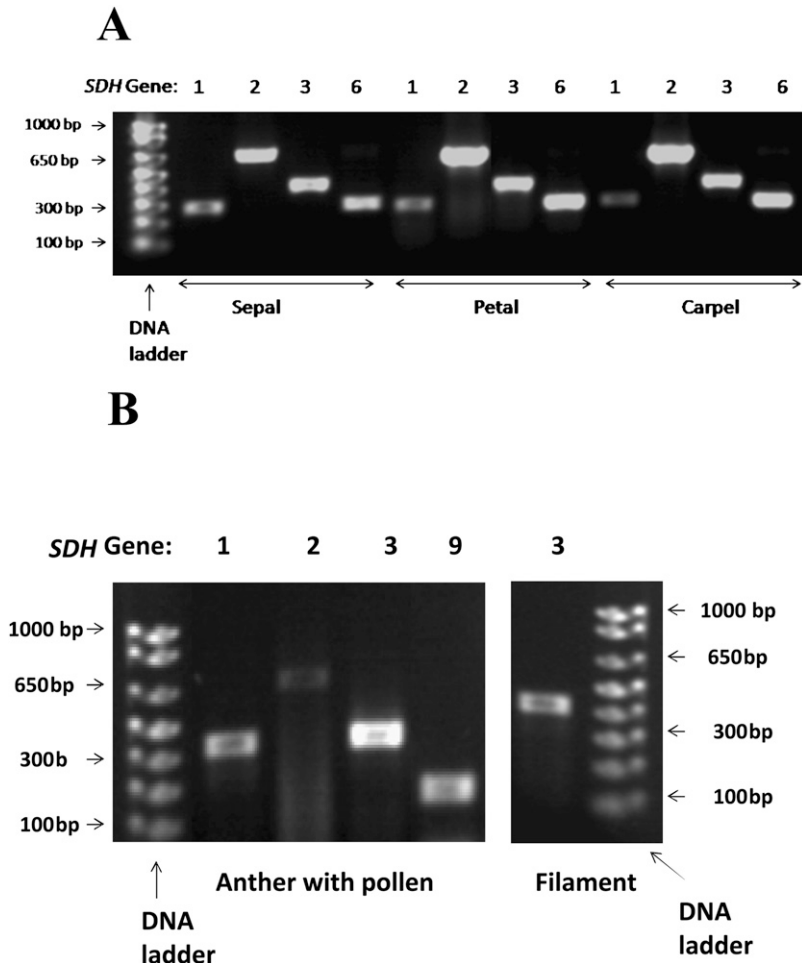 A
SDH Gene: 1 2 3 6 1 2 3 6 1 2 3 6
1000 bp
650 bp
300 bp
100 bp
Sepal Petal Carpel
DNA
ladder
B
SDH Gene: 1 2 3 9 3
1000 bp
650bp
300b
100bp
1000 bp
650bp
300bp
100 bp
Anther with pollen Filament
DNA
ladder
DNA
ladder